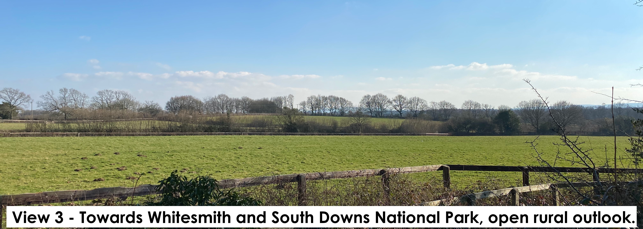 View 3 - Towards Whitesmith and South Downs National Park, open rural outlook.